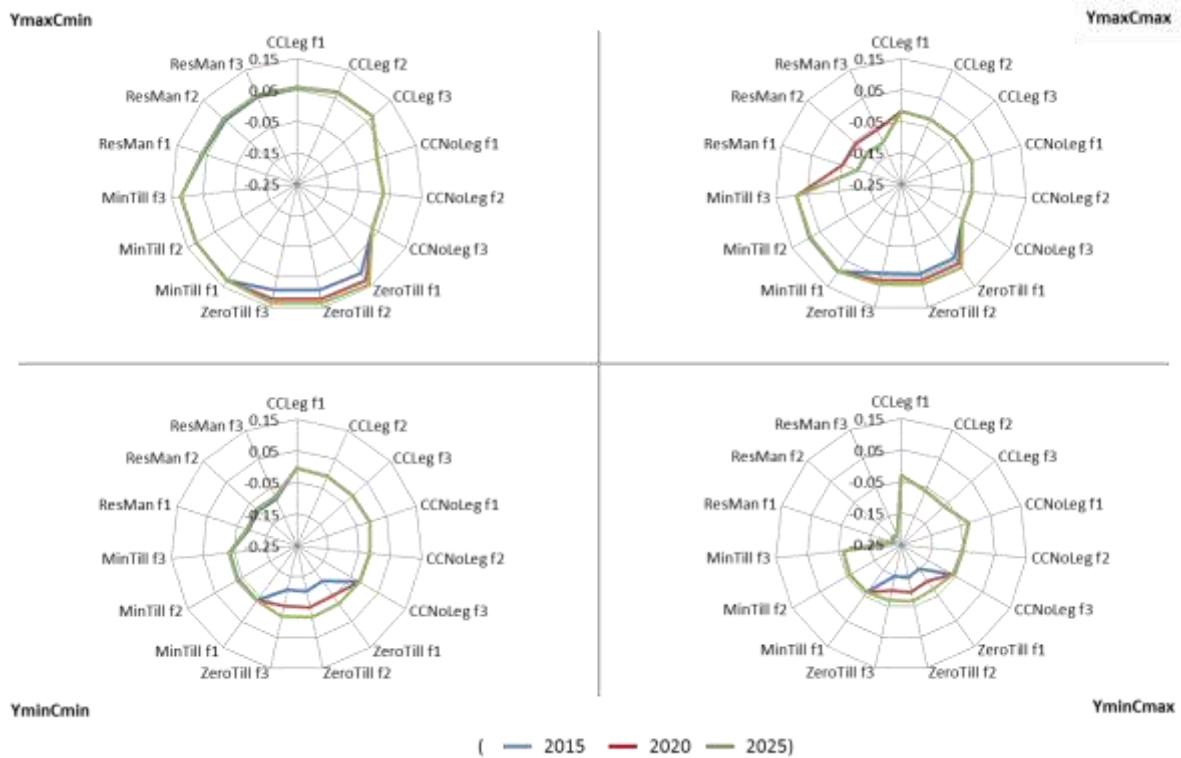 YmaxCmin
YmaxCmax
CCLeg f1
CCLeg f2
CCLeg f3
CCNoLeg f1
CCNoLeg f2
CCNoLeg f3
ZeroTill f1
ZeroTill f2
ZeroTill f3
MinTill f1
MinTill f2
MinTill f3
ResMan f1
ResMan f2
ResMan f3
0.15
0.05
-0.05
-0.15
-0.25
CCLeg f1
CCLeg f2
CCLeg f3
CCNoLeg f1
CCNoLeg f2
CCNoLeg f3
ZeroTill f1
ZeroTill f2
ZeroTill f3
MinTill f1
MinTill f2
MinTill f3
ResMan f1
ResMan f2
ResMan f3
0.15
0.05
-0.05
-0.15
-0.25
CCLeg f1
CCLeg f2
CCLeg f3
CCNoLeg f1
CCNoLeg f2
CCNoLeg f3
ZeroTill f1
ZeroTill f2
ZeroTill f3
MinTill f1
MinTill f2
MinTill f3
ResMan f1
ResMan f2
ResMan f3
0.15
0.05
-0.05
-0.15
-0.25
CCLeg f1
CCLeg f2
CCLeg f3
CCNoLeg f1
CCNoLeg f2
CCNoLeg f3
ZeroTill f1
ZeroTill f2
ZeroTill f3
MinTill f1
MinTill f2
MinTill f3
ResMan f1
ResMan f2
ResMan f3
0.15
0.05
-0.05
-0.15
-0.25
YminCmin
YminCmax
( 2015 2020 2025)